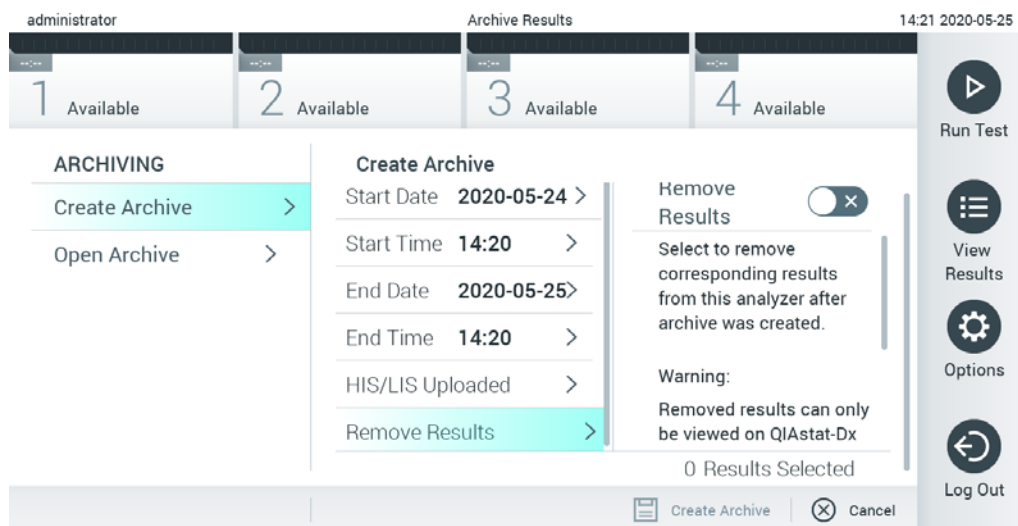 administrator
Archive Results
14:21 2020-05-25
--:--
1 Available
--:--
2 Available
--:--
3 Available
--:--
4 Available
Run Test
View
Results
Options
Log Out
ARCHIVING
Create Archive
Open Archive
Create Archive
Start Date 2020-05-24
Start Time 14:20
End Date 2020-05-25
End Time 14:20
HIS/LIS Uploaded
Remove Results
Remove
Results
Select to remove
corresponding results
from this analyzer after
archive was created.
Warning:
Removed results can only
be viewed on QIAstat-Dx
0 Results Selected
Create Archive
Cancel